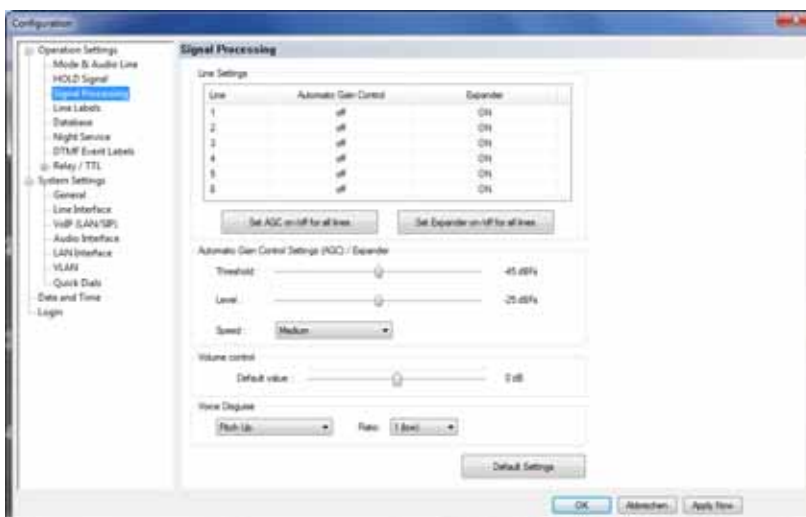 Configuration
Operation Settings
Mode & Audio Line
HOLD Signal
Signal Processing
Line Labels
Database
Night Service
DTMF Event Labels
Relay / TTL
System Settings
General
Line Interface
VoIP (LAN/SIP)
Audio Interface
LAN Interface
VLAN
Quick Dials
Date and Time
Login
Signal Processing
Line Settings
Line Automatic Gain Control Expander
1 off ON
2 off ON
3 off ON
4 off ON
5 off ON
6 off ON
Set AGC on/off for all lines
Set Expander on/off for all lines
Automatic Gain Control Settings (AGC) / Expander
Threshold -45 dBFs
Level -25 dBFs
Speed Medium
Volume control
Default value : 0 dB
Voice Disguise
Pitch Up Ratio 1 (low)
Default Settings
OK Abbrechen Apply Now